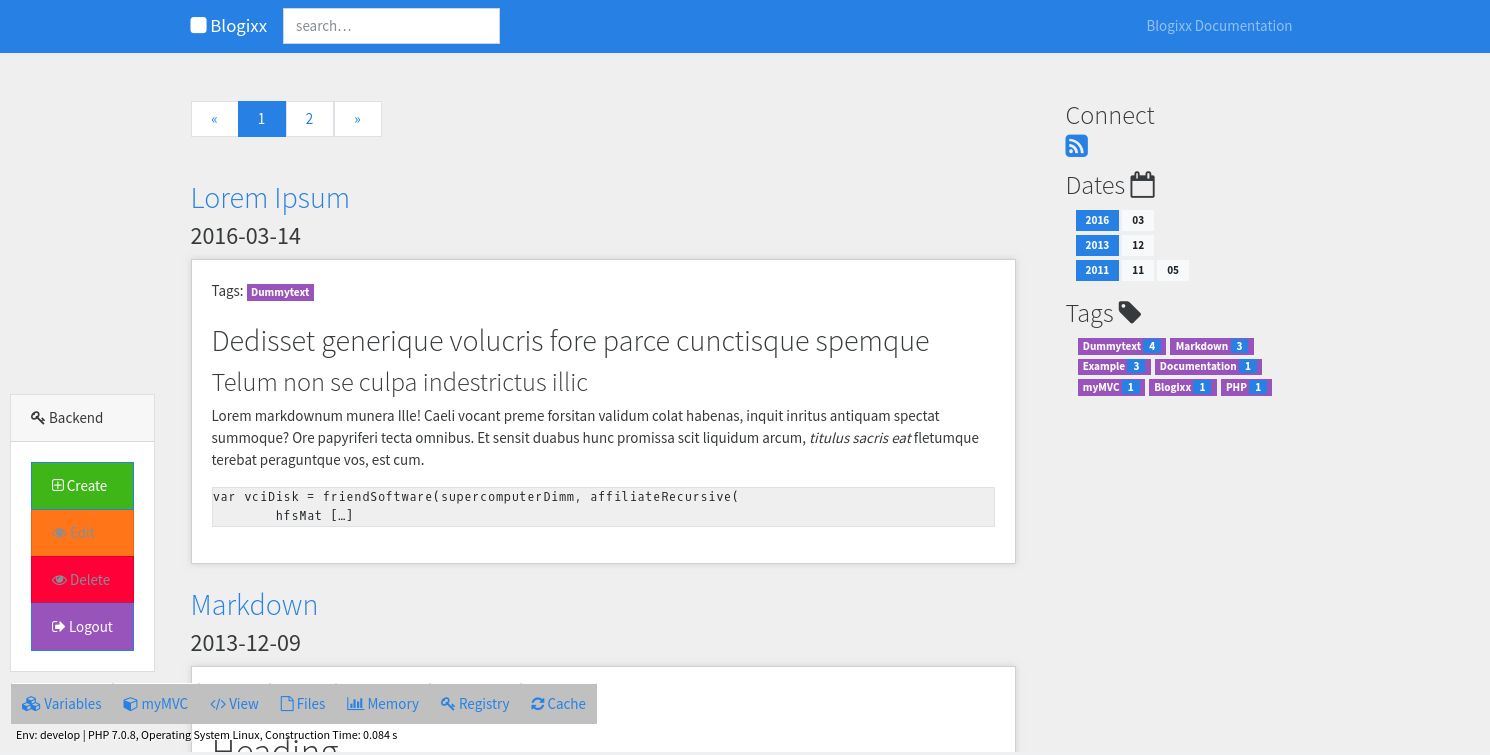 Blogixx
search...
Blogixx Documentation
« 1 2 »
Lorem Ipsum
2016-03-14
Tags: Dummytext
Dedisset generique volucris fore parce cunctisque spemque
Telum non se culpa indestrictus illic
Lorem markdownum munera Ille! Caeli vocant preme forsitan validum colat habenas, inquit inritus antiquam spectat
summoque? Ore papyriferi tecta omnibus. Et sensit duabus hunc promissa scit liquidum arcum, titulus sacris eat fletumque
terebat peraguntque vos, est cum.
var vciDisk = friendSoftware(supercomputerDimm, affiliateRecursive(
hfsMat […]
Markdown
2013-12-09
Heading
Connect
Dates
2016 03
2013 12
2011 11 05
Tags
Dummytext 4 Markdown 3
Example 3 Documentation 1
myMVC 1 Blogixx 1 PHP 1
Backend
Create
Edit
Delete
Logout
Variables myMVC View Files Memory Registry Cache
Env: develop | PHP 7.0.8, Operating System Linux, Construction Time: 0.084 s